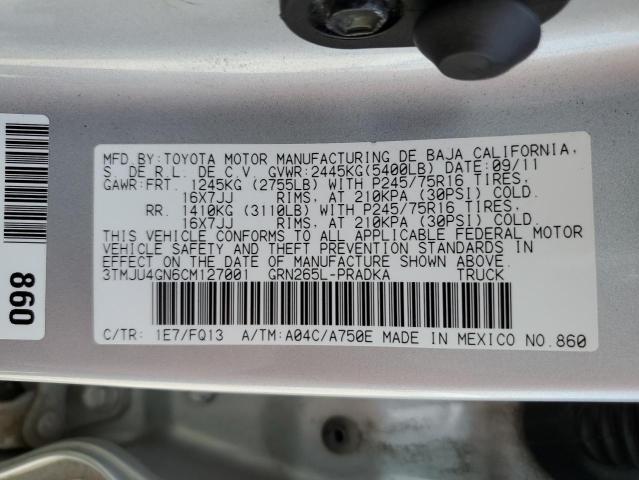 MFD.BY:TOYOTA MOTOR MANUFACTURING DE BAJA CALIFORNIA,
S. DE R.L. DE C.V. GVWR:2445KG(5400LB) DATE:09/11
GAWR:FRT. 1245KG (2755LB) WITH P245/75R16 TIRES,
16X7JJ RIMS, AT 210KPA (30PSI) COLD.
RR. 1410KG (3110LB) WITH P245/75R16 TIRES,
16X7JJ RIMS, AT 210KPA (30PSI) COLD.
THIS VEHICLE CONFORMS TO ALL APPLICABLE FEDERAL MOTOR
VEHICLE SAFETY AND THEFT PREVENTION STANDARDS IN
EFFECT ON THE DATE OF MANUFACTURE SHOWN ABOVE.
3TMJU4GN6CM127001 GRN265L-PRADKA TRUCK
C/TR: 1E7/FQ13 A/TM:A04C/A750E MADE IN MEXICO NO.860
860